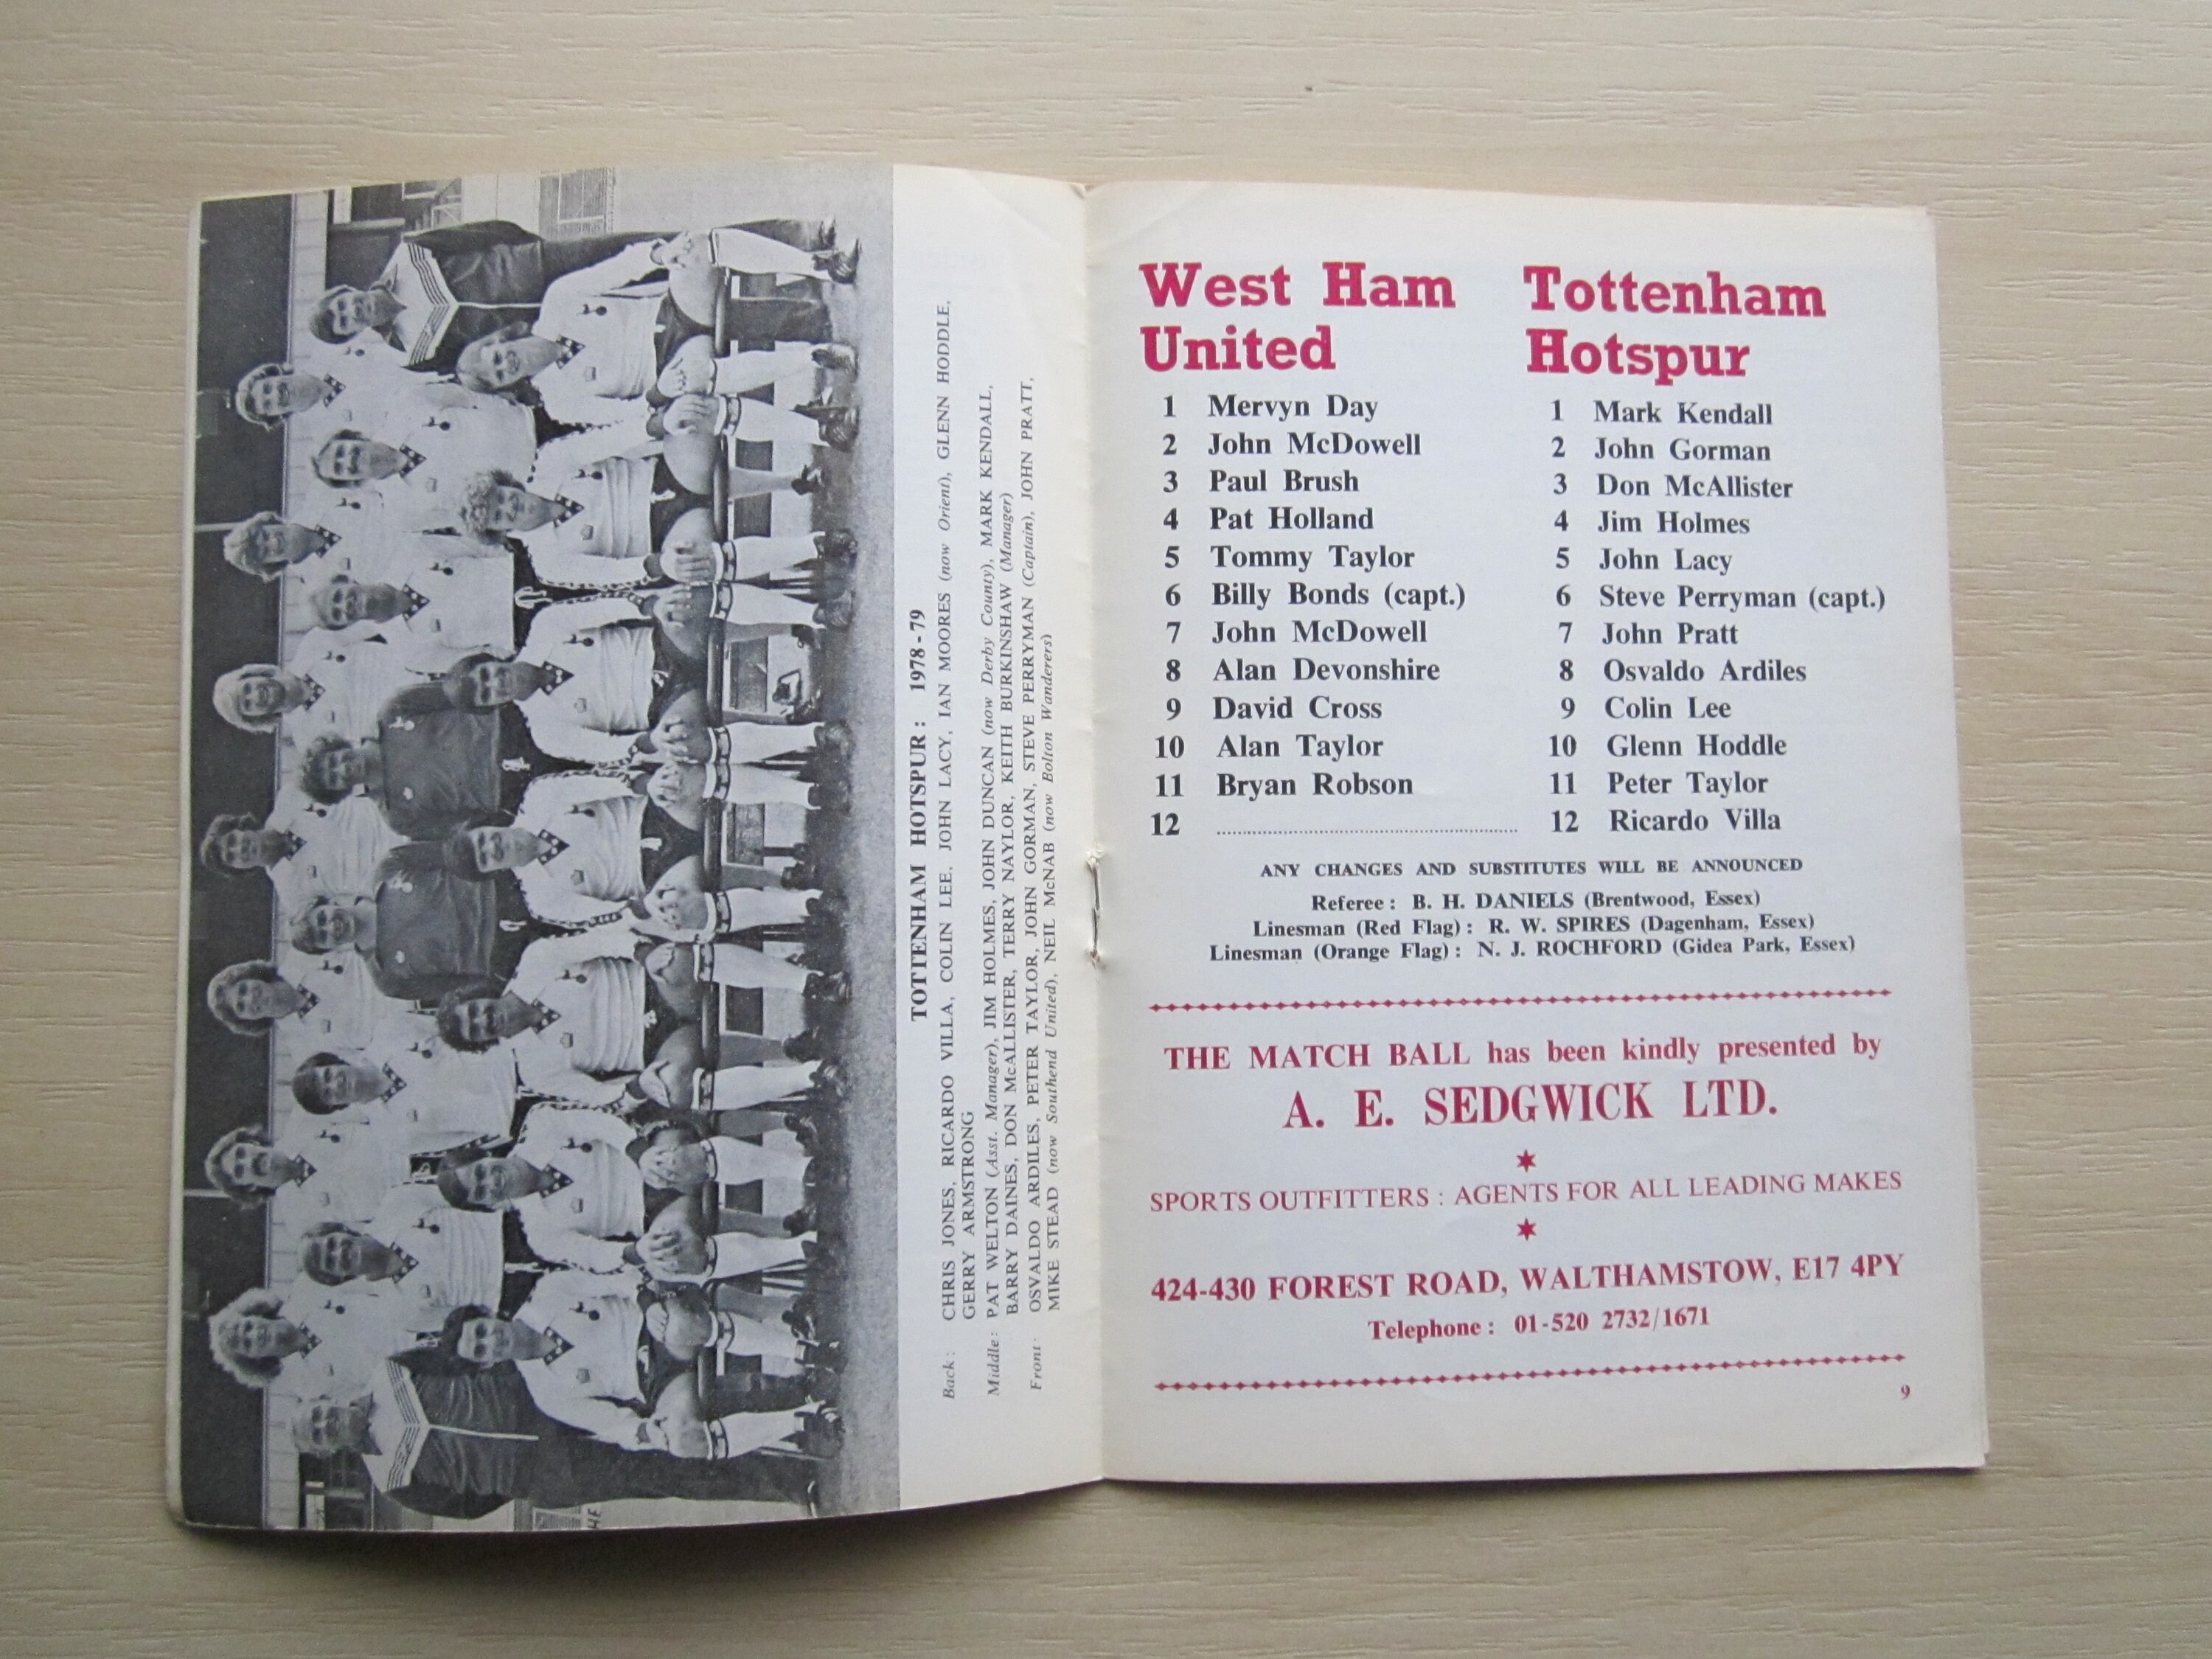 TOTTENHAM HOTSPUR : 1978 - 79
Back : CHRIS JONES, RICARDO VILLA, COLIN LEE, JOHN LACY, IAN MOORES (now Orient), GLENN HODDLE,
GERRY ARMSTRONG
Middle : PAT WELTON (Asst. Manager), JIM HOLMES, JOHN DUNCAN (now Derby County), MARK KENDALL,
BARRY DAINES, DON McALLISTER, TERRY NAYLOR, KEITH BURKINSHAW (Manager)
Front : OSVALDO ARDILES, PETER TAYLOR, JOHN GORMAN, STEVE PERRYMAN (Captain), JOHN PRATT,
MIKE STEAD (now Southend United), NEIL McNAB (now Bolton Wanderers)
West Ham
United
1 Mervyn Day
2 John McDowell
3 Paul Brush
4 Pat Holland
5 Tommy Taylor
6 Billy Bonds (capt.)
7 John McDowell
8 Alan Devonshire
9 David Cross
10 Alan Taylor
11 Bryan Robson
12 ..........
Tottenham
Hotspur
1 Mark Kendall
2 John Gorman
3 Don McAllister
4 Jim Holmes
5 John Lacy
6 Steve Perryman (capt.)
7 John Pratt
8 Osvaldo Ardiles
9 Colin Lee
10 Glenn Hoddle
11 Peter Taylor
12 Ricardo Villa
ANY CHANGES AND SUBSTITUTES WILL BE ANNOUNCED
Referee : B. H. DANIELS (Brentwood, Essex)
Linesman (Red Flag) : R. W. SPIRES (Dagenham, Essex)
Linesman (Orange Flag) : N. J. ROCHFORD (Gidea Park, Essex)
THE MATCH BALL has been kindly presented by
A. E. SEDGWICK LTD.
SPORTS OUTFITTERS : AGENTS FOR ALL LEADING MAKES
424-430 FOREST ROAD, WALTHAMSTOW, E17 4PY
Telephone : 01-520 2732/1671
9